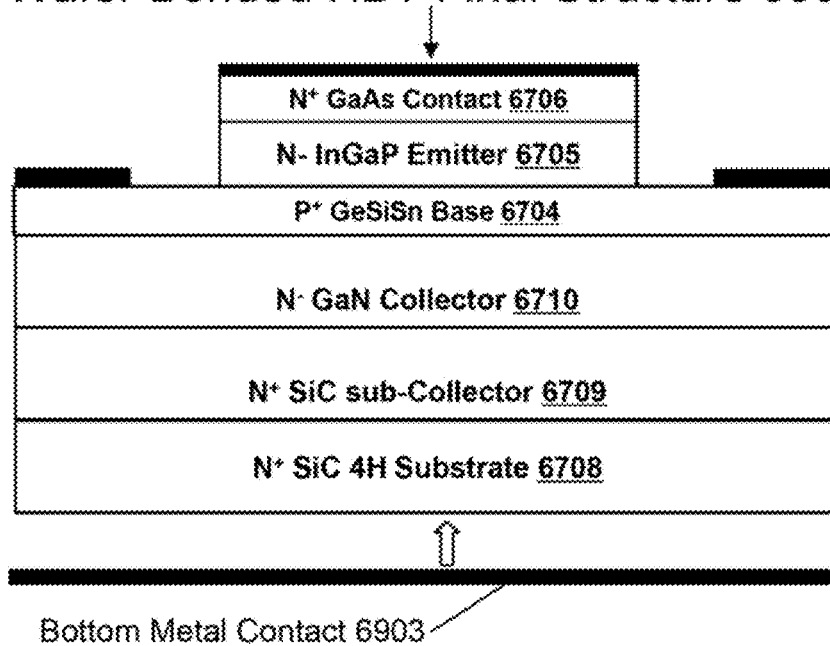 N⁺ GaAs Contact 6706
N- InGaP Emitter 6705
P⁺ GeSiSn Base 6704
N⁻ GaN Collector 6710
N⁺ SiC sub-Collector 6709
N⁺ SiC 4H Substrate 6708
Bottom Metal Contact 6903